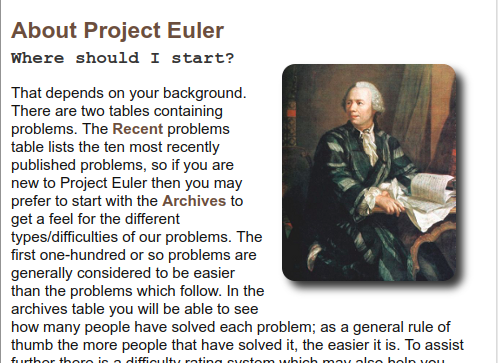 About Project Euler
Where should I start?
That depends on your background.
There are two tables containing
problems. The Recent problems
table lists the ten most recently
published problems, so if you are
new to Project Euler then you may
prefer to start with the Archives to
get a feel for the different
types/difficulties of our problems. The
first one-hundred or so problems are
generally considered to be easier
than the problems which follow. In the
archives table you will be able to see
how many people have solved each problem; as a general rule of
thumb the more people that have solved it, the easier it is. To assist
further there is a difficulty rating system which may also help you